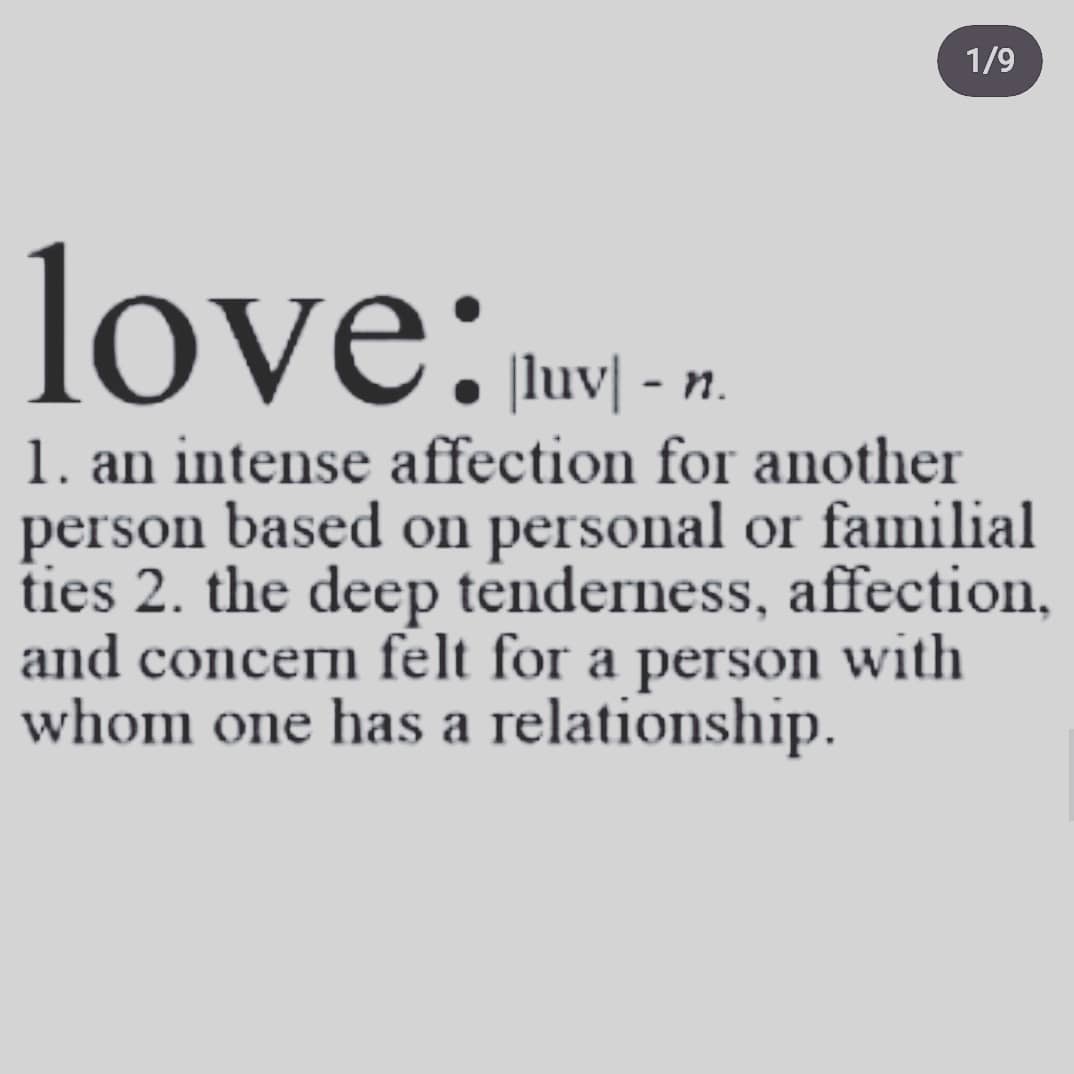 1/9
love: |luv| - n.
1. an intense affection for another
person based on personal or familial
ties 2. the deep tenderness, affection,
and concern felt for a person with
whom one has a relationship.